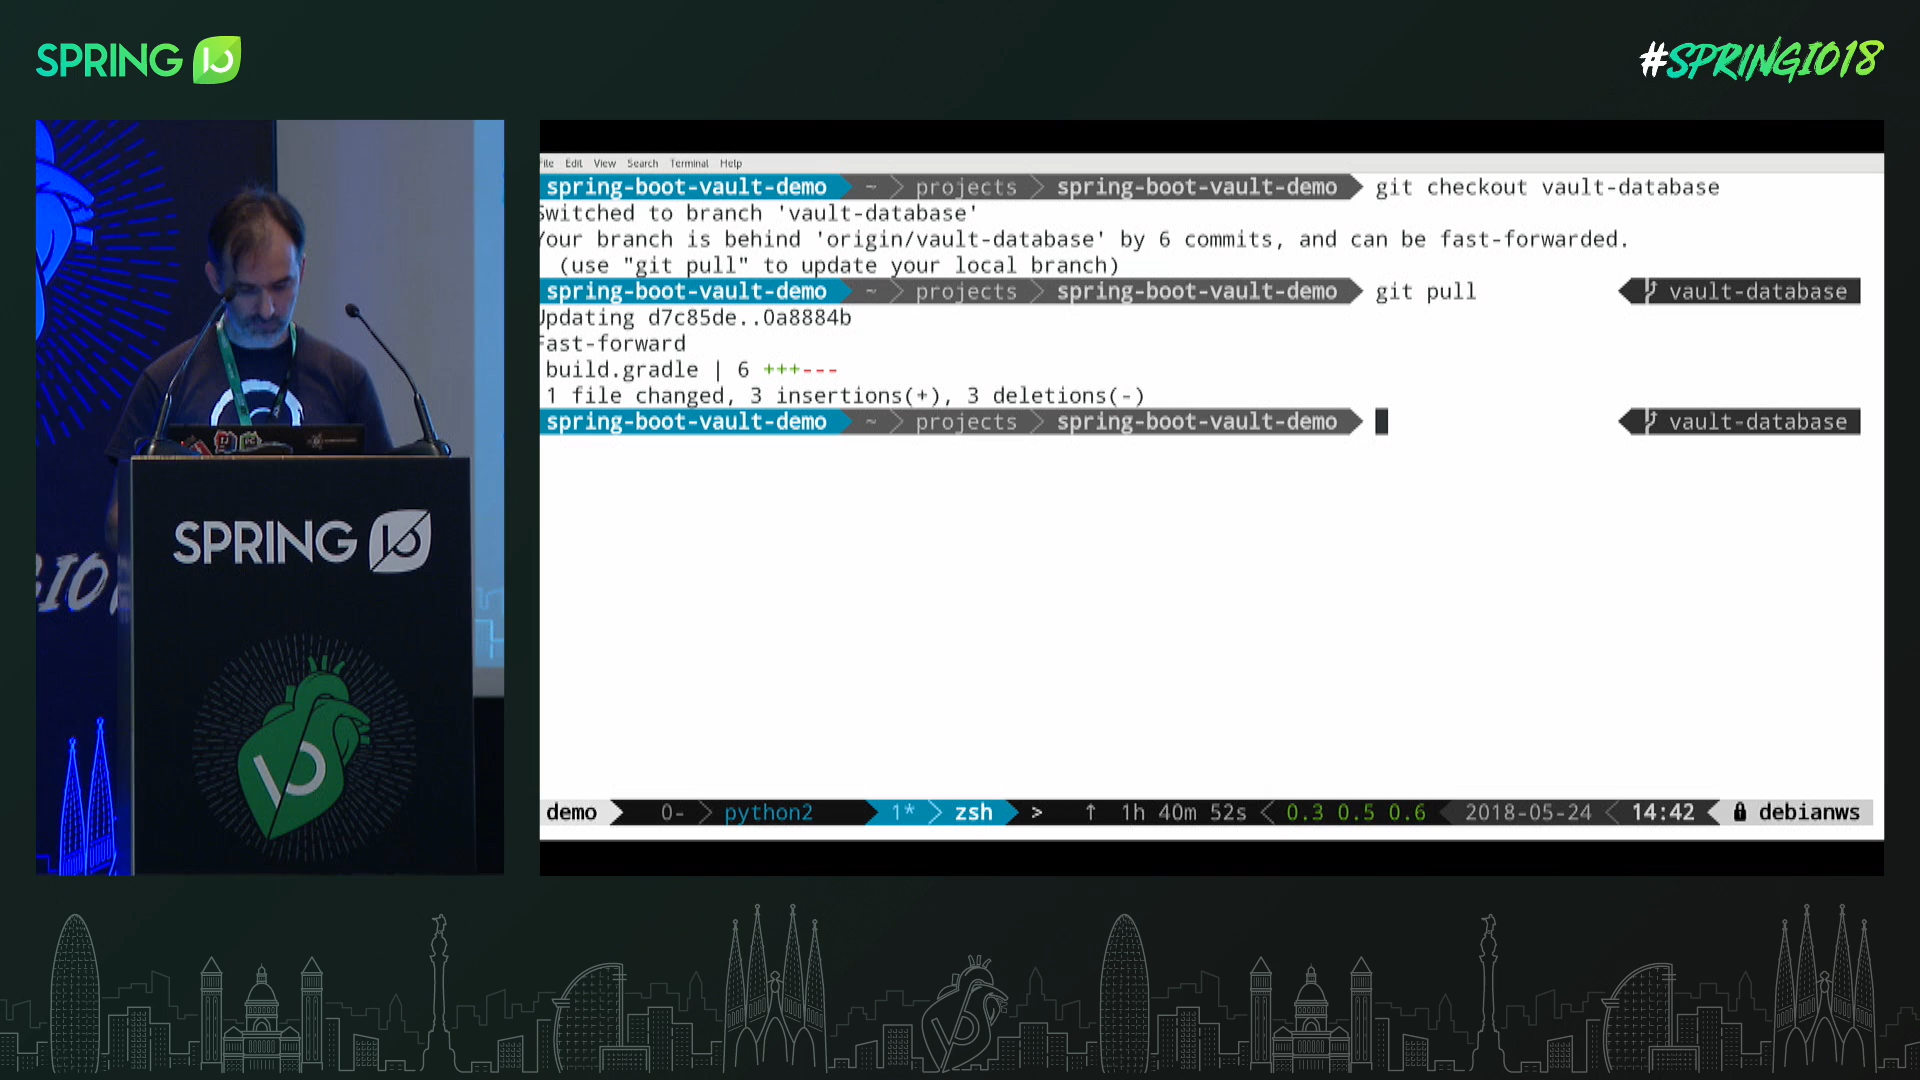 SPRING IO
#SPRINGIO18
File Edit View Search Terminal Help
spring-boot-vault-demo ~ projects spring-boot-vault-demo git checkout vault-database
Switched to branch 'vault-database'
Your branch is behind 'origin/vault-database' by 6 commits, and can be fast-forwarded.
(use "git pull" to update your local branch)
spring-boot-vault-demo ~ projects spring-boot-vault-demo git pull vault-database
Updating d7c85de..0a8884b
Fast-forward
build.gradle | 6 +++---
1 file changed, 3 insertions(+), 3 deletions(-)
spring-boot-vault-demo ~ projects spring-boot-vault-demo vault-database
SPRING IO
demo 0- python2 1* zsh > ↑ 1h 40m 52s 0.3 0.5 0.6 2018-05-24 14:42 debianws